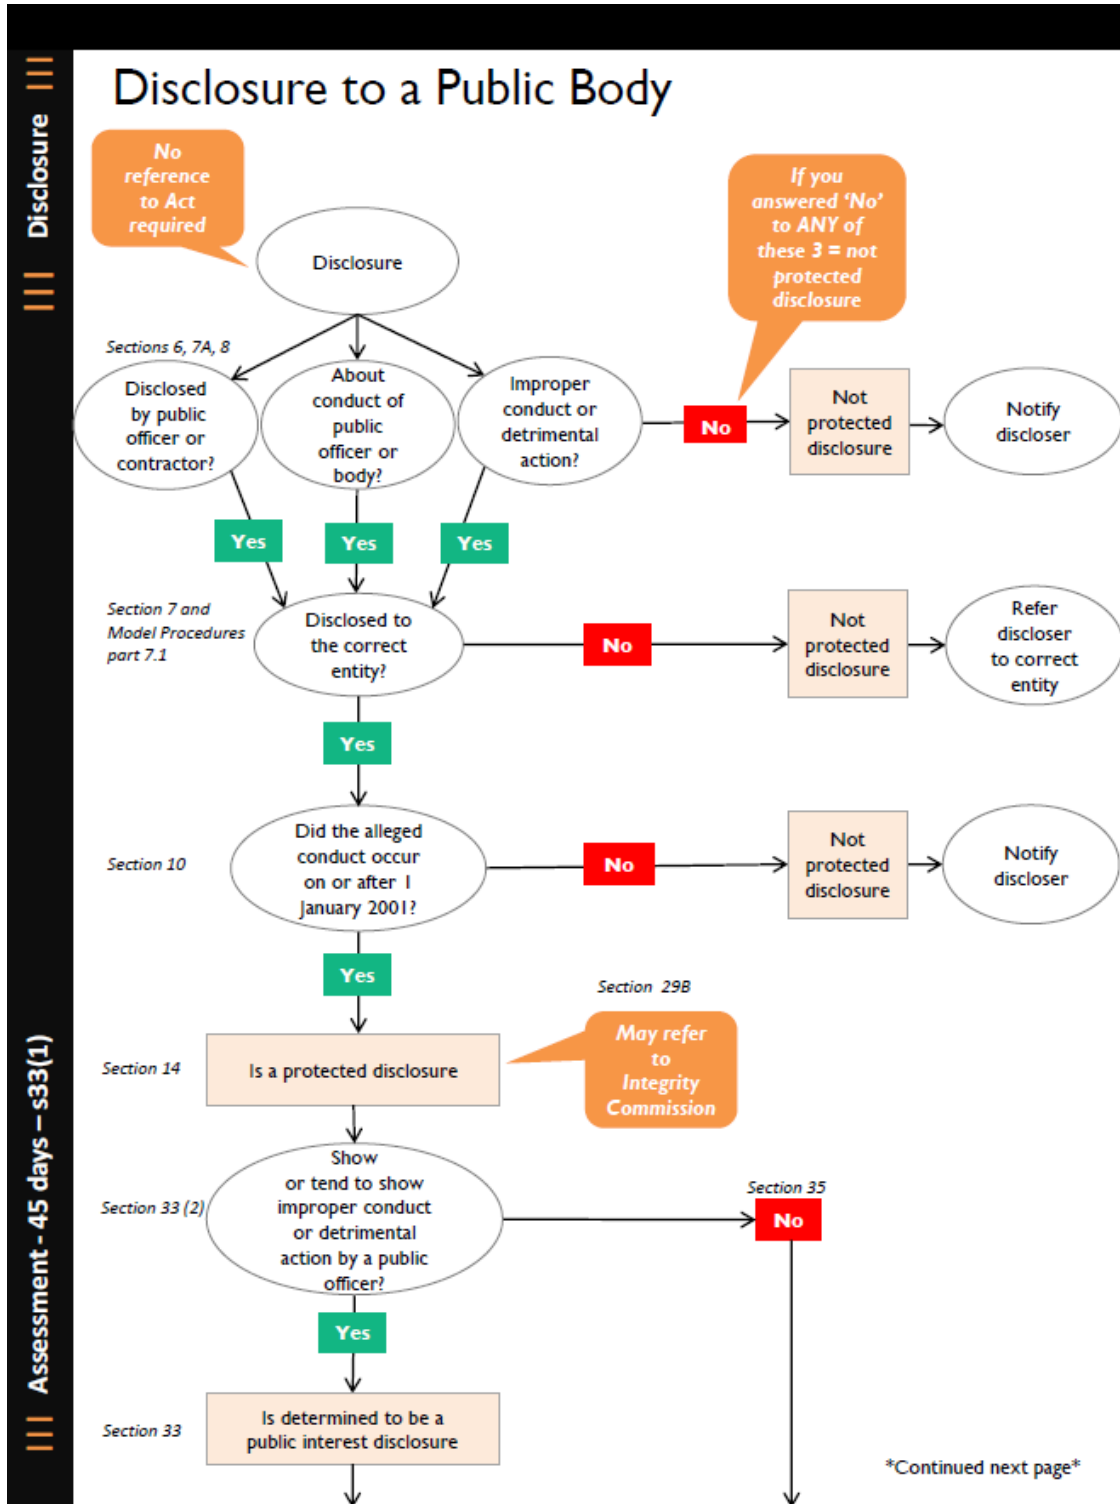 Disclosure to a Public Body
Disclosure
No
reference
to Act
required
If you
answered ‘No’
to ANY of
these 3 = not
protected
disclosure
Disclosure
Sections 6, 7A, 8
Disclosed
by public
officer or
contractor?
About
conduct of
public
officer or
body?
Improper
conduct or
detrimental
action?
No
Not
protected
disclosure
Notify
discloser
Yes
Yes
Yes
Section 7 and
Model Procedures
part 7.1
Disclosed to
the correct
entity?
No
Not
protected
disclosure
Refer
discloser
to correct
entity
Yes
Section 10
Did the alleged
conduct occur
on or after 1
January 2001?
No
Not
protected
disclosure
Notify
discloser
Yes
Section 29B
May refer
to
Integrity
Commission
Assessment - 45 days – s33(1)
Section 14
Is a protected disclosure
Section 33 (2)
Show
or tend to show
improper conduct
or detrimental
action by a public
officer?
Section 35
No
Yes
Section 33
Is determined to be a
public interest disclosure
*Continued next page*